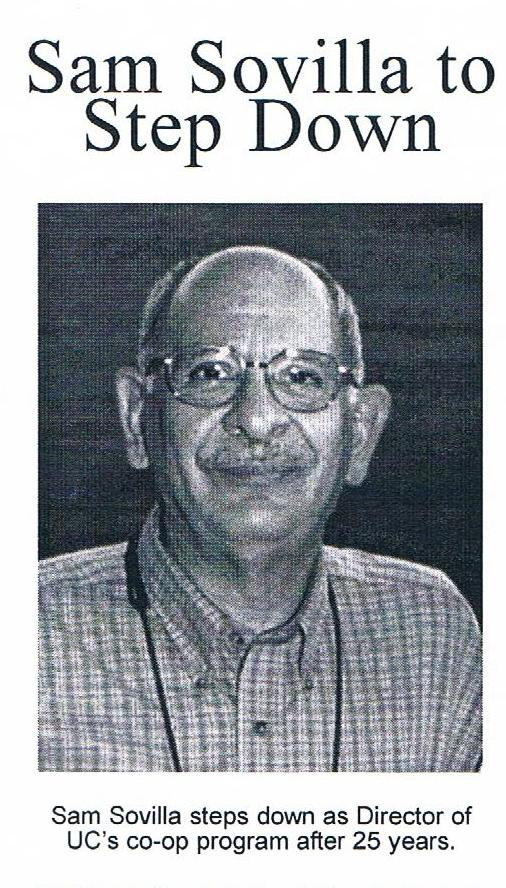 Sam Sovilla to
Step Down
Sam Sovilla steps down as Director of
UC's co-op program after 25 years.